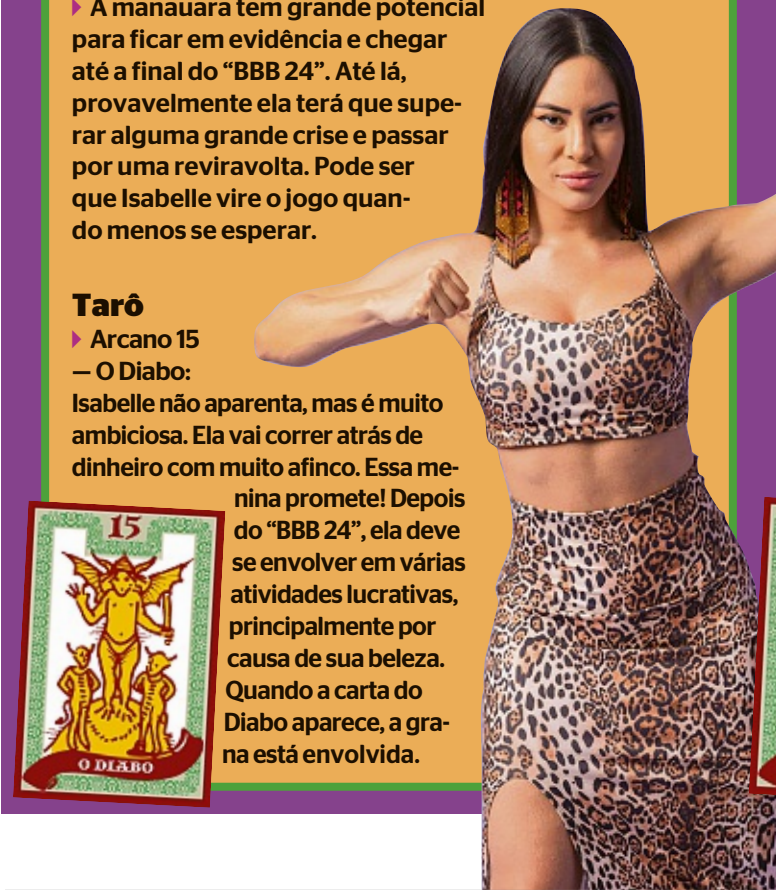 A manauara tem grande potencial
para ficar em evidência e chegar
até a final do “BBB 24”. Até lá,
provavelmente ela terá que supe-
rar alguma grande crise e passar
por uma reviravolta. Pode ser
que Isabelle vire o jogo quan-
do menos se esperar.
Tarô
Arcano 15
— O Diabo:
Isabelle não aparenta, mas é muito
ambiciosa. Ela vai correr atrás de
dinheiro com muito afinco. Essa me-
nina promete! Depois
do “BBB 24”, ela deve
se envolver em várias
atividades lucrativas,
principalmente por
causa de sua beleza.
Quando a carta do
Diabo aparece, a gra-
na está envolvida.
15
O DIABO